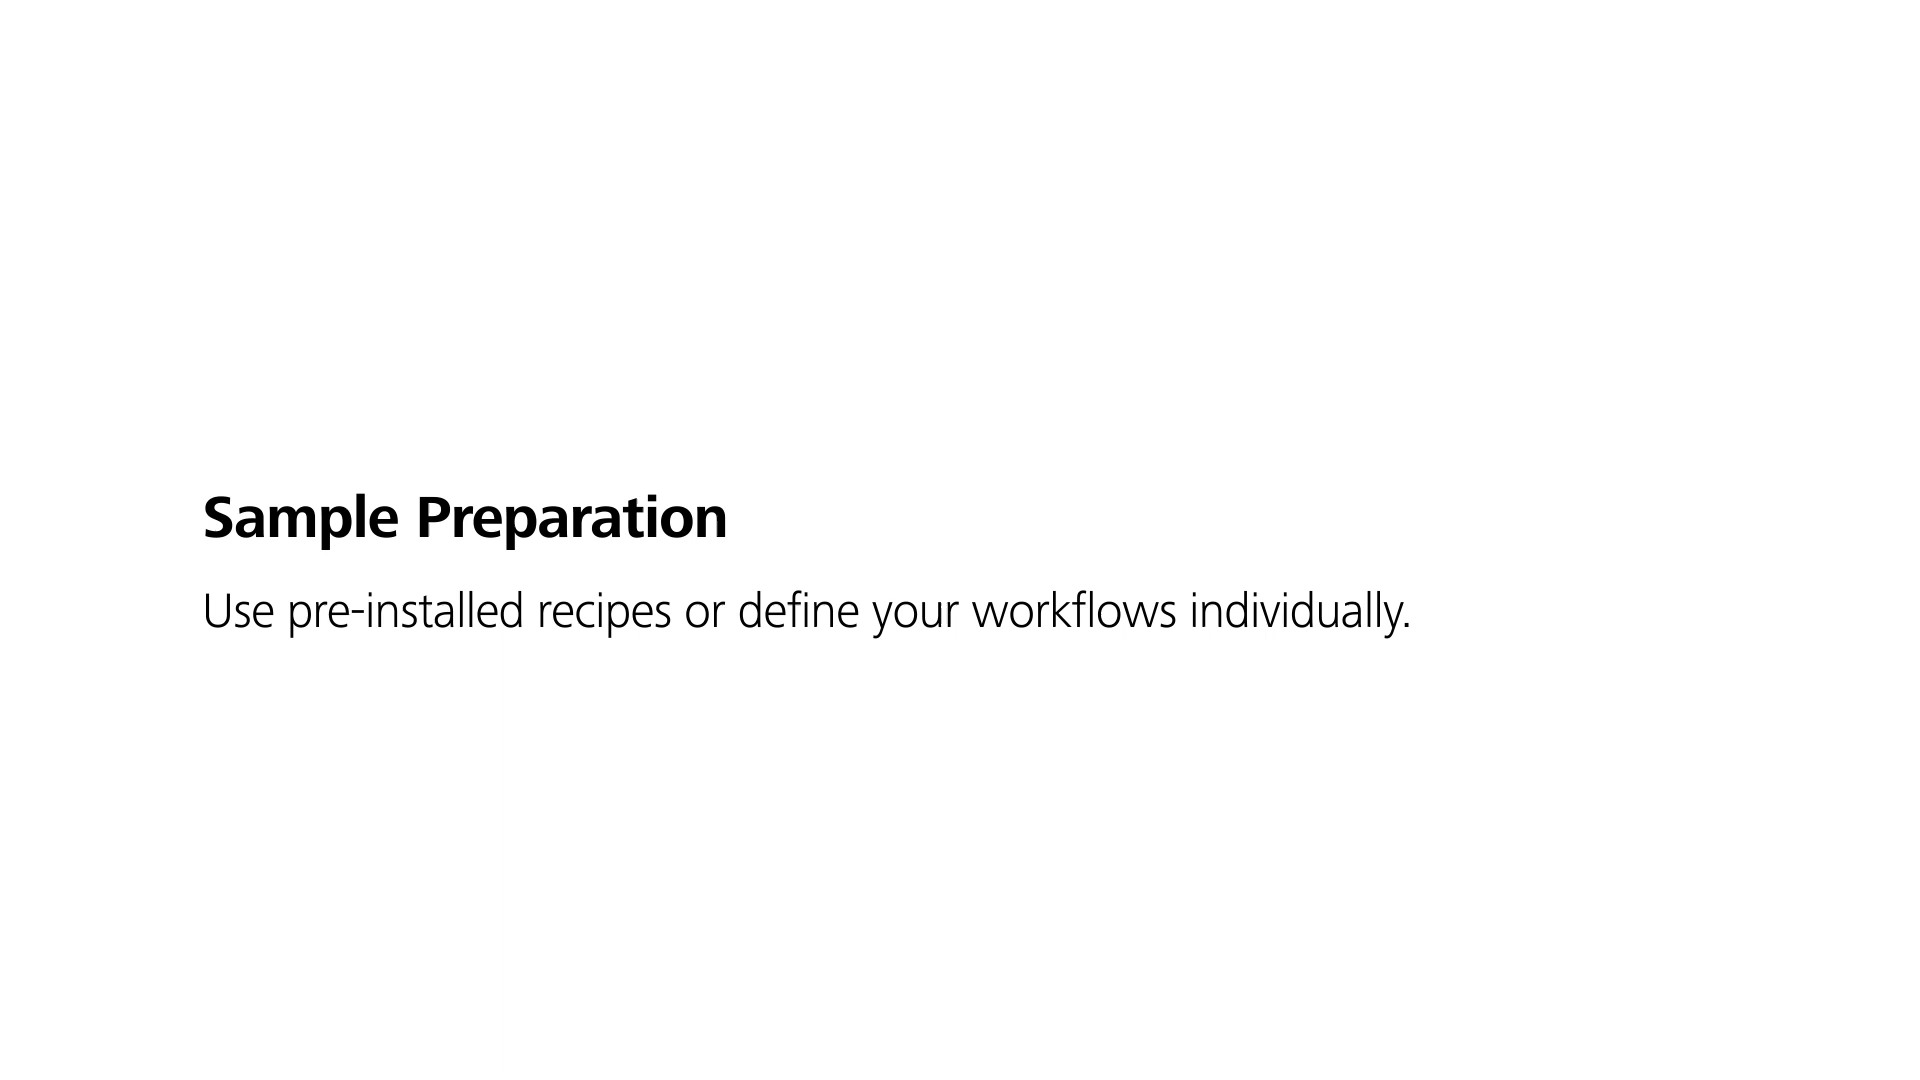 Sample Preparation
Use pre-installed recipes or define your workflows individually.